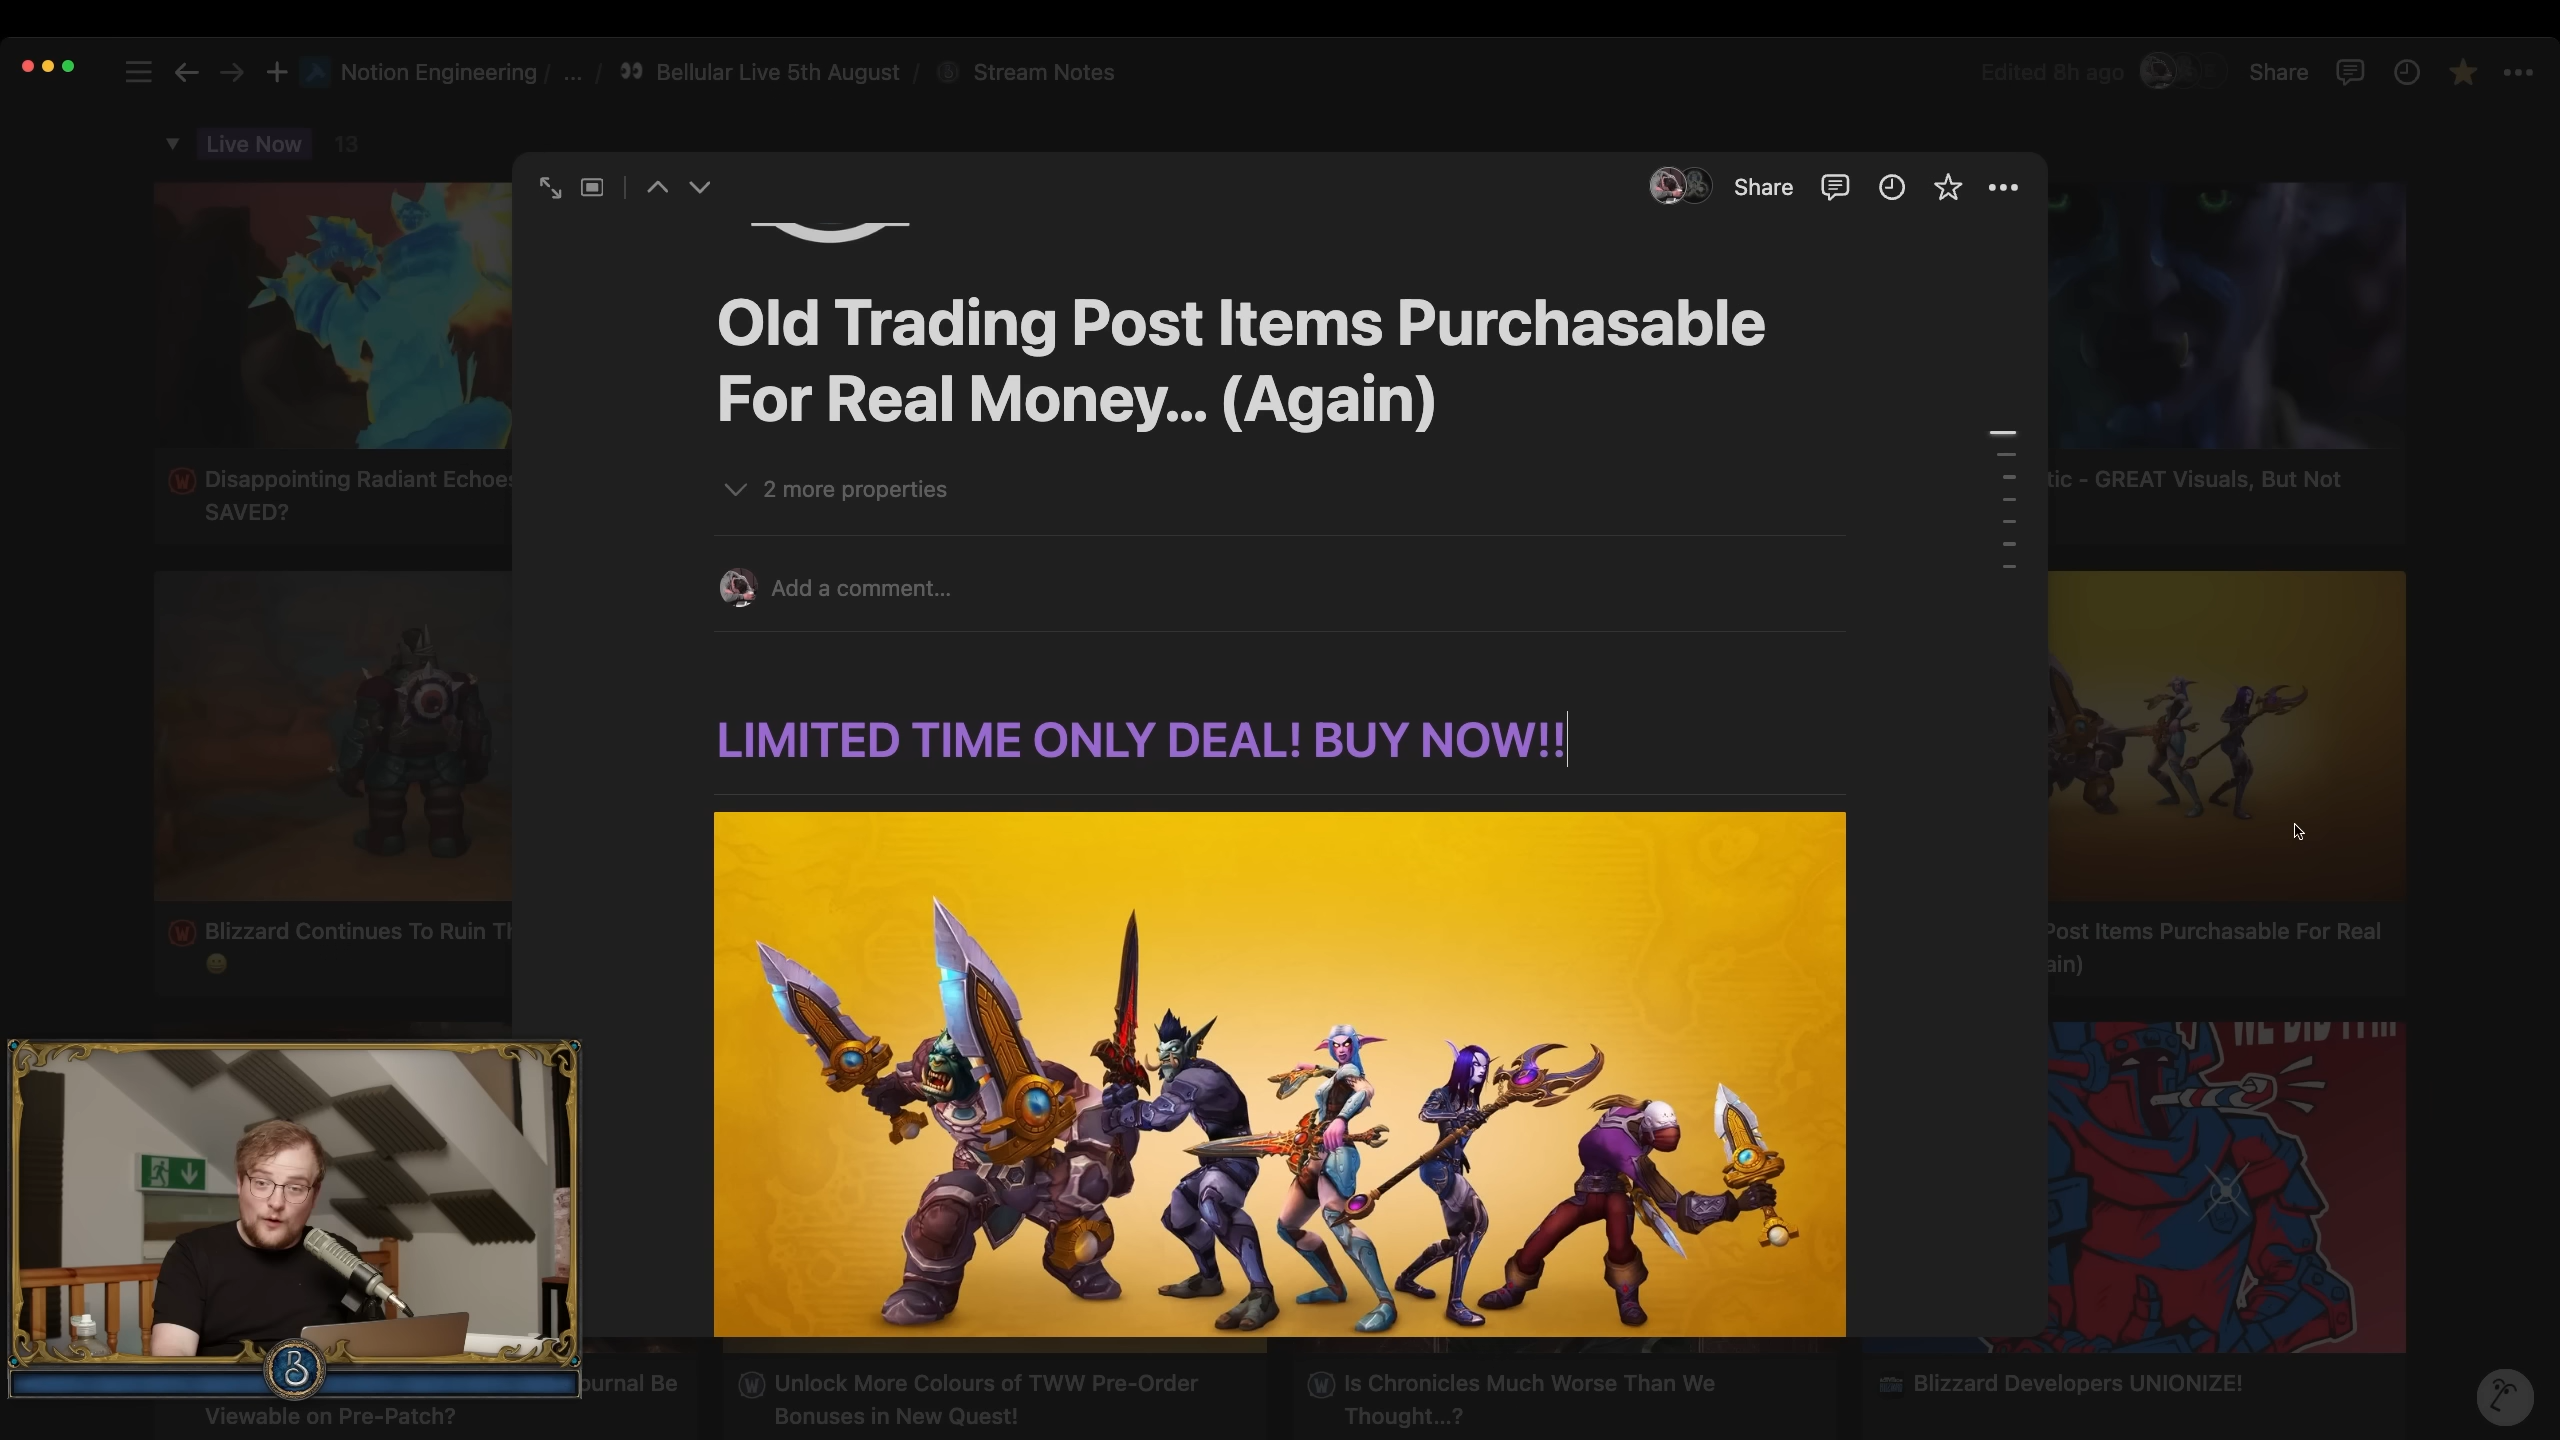 Notion Engineering / ... / 👀 Bellular Live 5th August / Stream Notes
Edited 8h ago
Share
Live Now 13
Share
Old Trading Post Items Purchasable
For Real Money... (Again)
2 more properties
Add a comment...
LIMITED TIME ONLY DEAL! BUY NOW!!
Disappointing Radiant Echoes
SAVED?
tic - GREAT Visuals, But Not
Blizzard Continues To Ruin Th
Post Items Purchasable For Real
ain)
WE DID IT
ournal Be
Viewable on Pre-Patch?
Unlock More Colours of TWW Pre-Order
Bonuses in New Quest!
Is Chronicles Much Worse Than We
Thought...?
Blizzard Developers UNIONIZE!
B